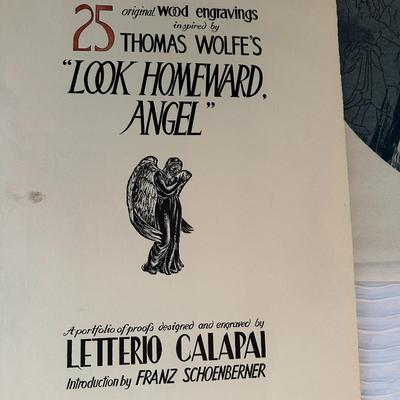 25 original wood engravings
inspired by
THOMAS WOLFE'S
"LOOK HOMEWARD,
ANGEL"
A portfolio of proofs designed and engraved by
LETTERIO CALAPAI
Introduction by FRANZ SCHOENBERNER